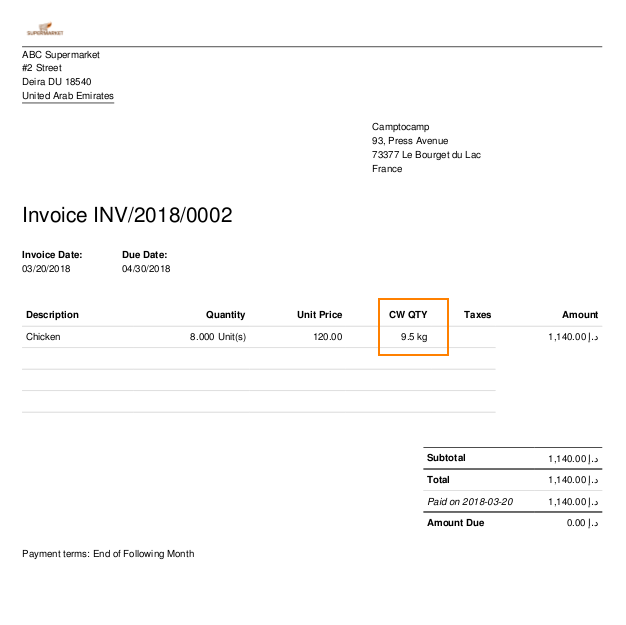 SUPERMARKET
ABC Supermarket
#2 Street
Deira DU 18540
United Arab Emirates
Camptocamp
93, Press Avenue
73377 Le Bourget du Lac
France
Invoice INV/2018/0002
Invoice Date: Due Date:
03/20/2018 04/30/2018
Description Quantity Unit Price CW QTY Taxes Amount
Chicken 8.000 Unit(s) 120.00 9.5 kg 1,140.00 د.إ
Subtotal 1,140.00 د.إ
Total 1,140.00 د.إ
Paid on 2018-03-20 1,140.00 د.إ
Amount Due 0.00 د.إ
Payment terms: End of Following Month